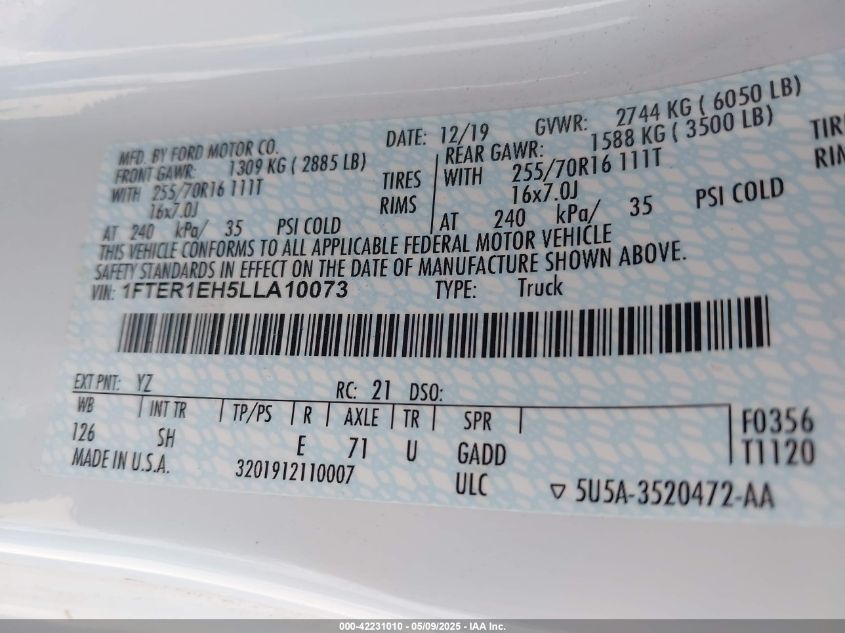 MFD. BY FORD MOTOR CO. DATE: 12/19 GVWR: 2744 KG ( 6050 LB)
FRONT GAWR: 1309 KG ( 2885 LB) REAR GAWR: 1588 KG ( 3500 LB)
WITH 255/70R16 111T TIRES WITH 255/70R16 111T TIRE
16x7.0J RIMS 16x7.0J RIM
AT 240 kPa/ 35 PSI COLD AT 240 kPa/ 35 PSI COLD
THIS VEHICLE CONFORMS TO ALL APPLICABLE FEDERAL MOTOR VEHICLE
SAFETY STANDARDS IN EFFECT ON THE DATE OF MANUFACTURE SHOWN ABOVE.
VIN: 1FTER1EH5LLA10073 TYPE: Truck
EXT PNT: YZ RC: 21 DSO:
WB INT TR TP/PS R AXLE TR SPR F0356
126 SH E 71 U GADD T1120
MADE IN U.S.A. 3201912110007 ULC ▽ 5U5A-3520472-AA
000-42231010 - 05/09/2025 - IAA Inc.